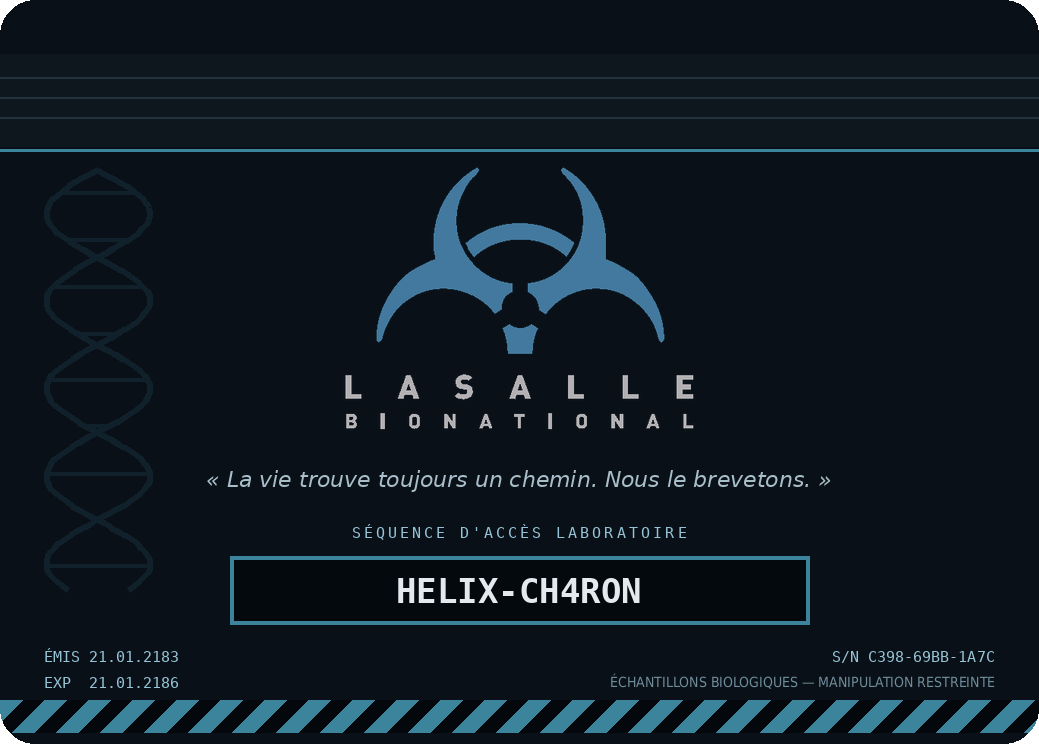 LASALLE
BIONATIONAL
« La vie trouve toujours un chemin. Nous le brevetons. »
SÉQUENCE D'ACCÈS LABORATOIRE
HELIX-CH4RON
ÉMIS 21.01.2183
S/N C398-69BB-1A7C
EXP 21.01.2186
ÉCHANTILLONS BIOLOGIQUES — MANIPULATION RESTREINTE